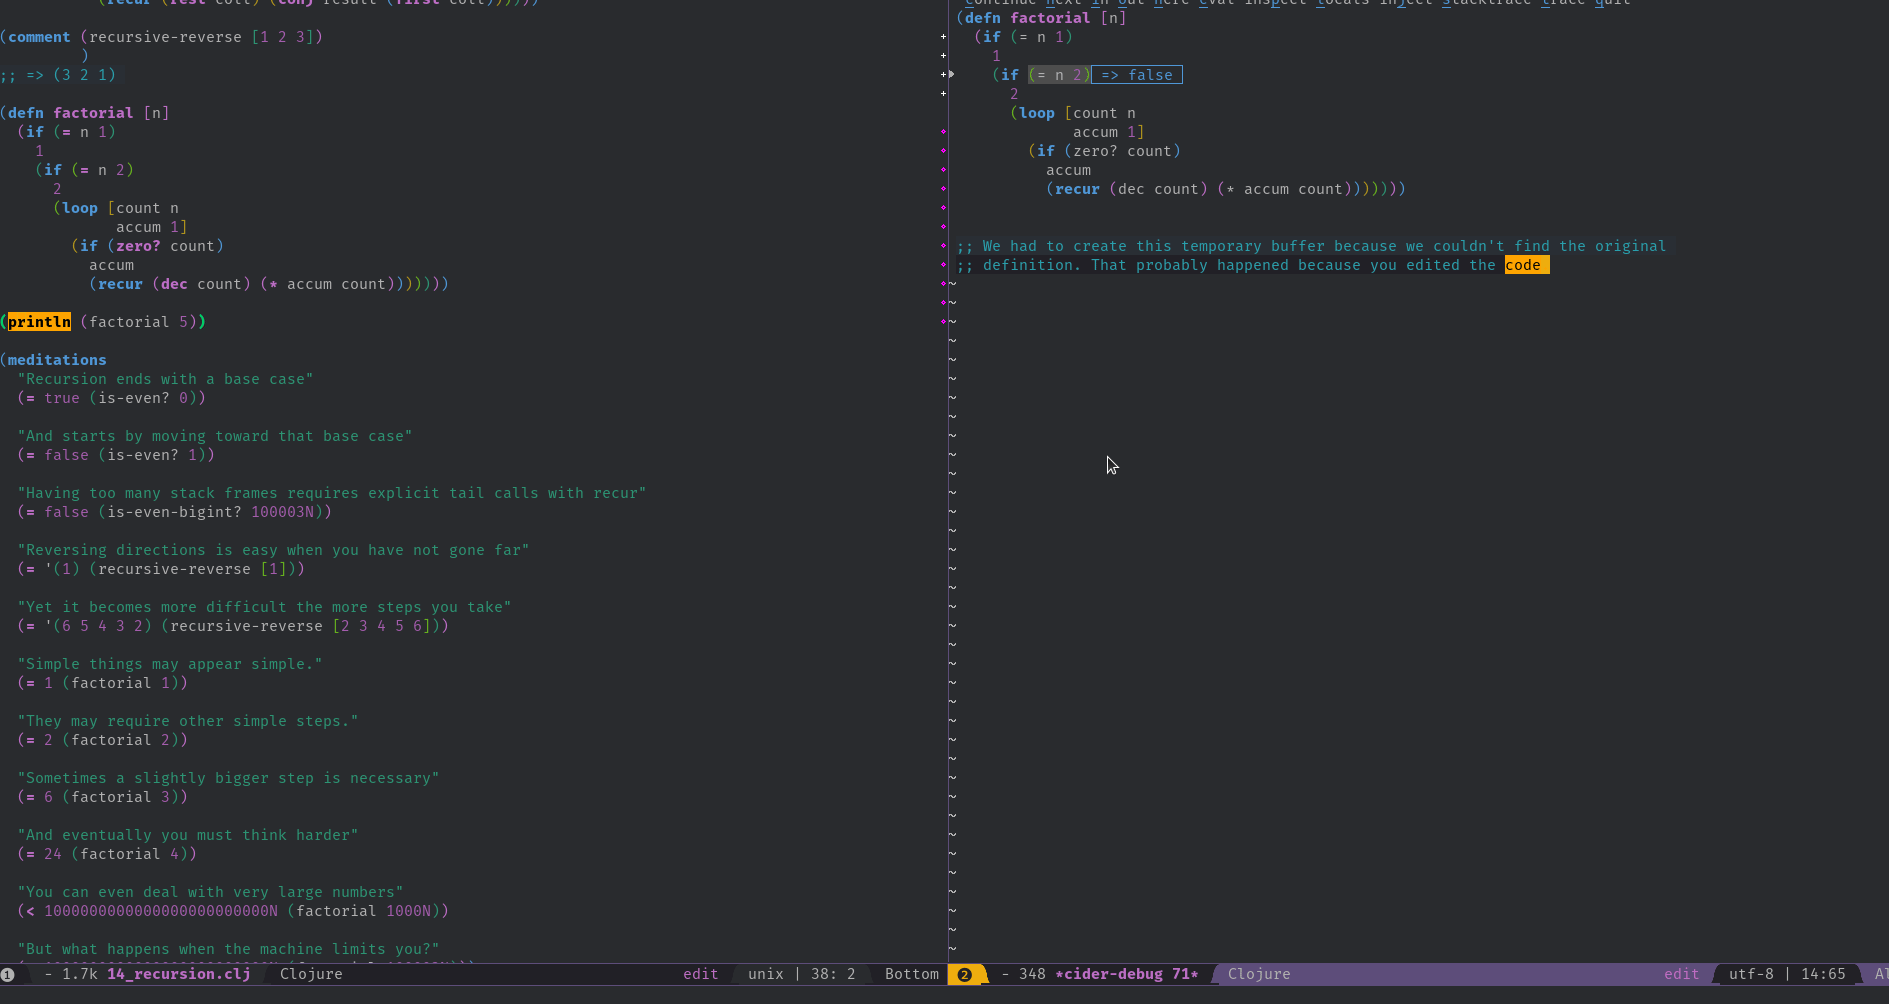 (recur (rest coll) (conj result (first coll))))))
(comment (recursive-reverse [1 2 3])
)
;; => (3 2 1)
(defn factorial [n]
(if (= n 1)
1
(if (= n 2)
2
(loop [count n
accum 1]
(if (zero? count)
accum
(recur (dec count) (* accum count)))))))
(println (factorial 5))
(meditations
"Recursion ends with a base case"
(= true (is-even? 0))
"And starts by moving toward that base case"
(= false (is-even? 1))
"Having too many stack frames requires explicit tail calls with recur"
(= false (is-even-bigint? 100003N))
"Reversing directions is easy when you have not gone far"
(= '(1) (recursive-reverse [1]))
"Yet it becomes more difficult the more steps you take"
(= '(6 5 4 3 2) (recursive-reverse [2 3 4 5 6]))
"Simple things may appear simple."
(= 1 (factorial 1))
"They may require other simple steps."
(= 2 (factorial 2))
"Sometimes a slightly bigger step is necessary"
(= 6 (factorial 3))
"And eventually you must think harder"
(= 24 (factorial 4))
"You can even deal with very large numbers"
(< 1000000000000000000000000N (factorial 1000N))
"But what happens when the machine limits you?"
1 - 1.7k 14_recursion.clj Clojure edit unix | 38: 2 Bottom
continue next in out here eval inspect locals inject stacktrace trace quit
(defn factorial [n]
(if (= n 1)
1
(if (= n 2) => false
2
(loop [count n
accum 1]
(if (zero? count)
accum
(recur (dec count) (* accum count)))))))
;; We had to create this temporary buffer because we couldn't find the original
;; definition. That probably happened because you edited the code
2 - 348 *cider-debug 71* Clojure edit utf-8 | 14:65 Al